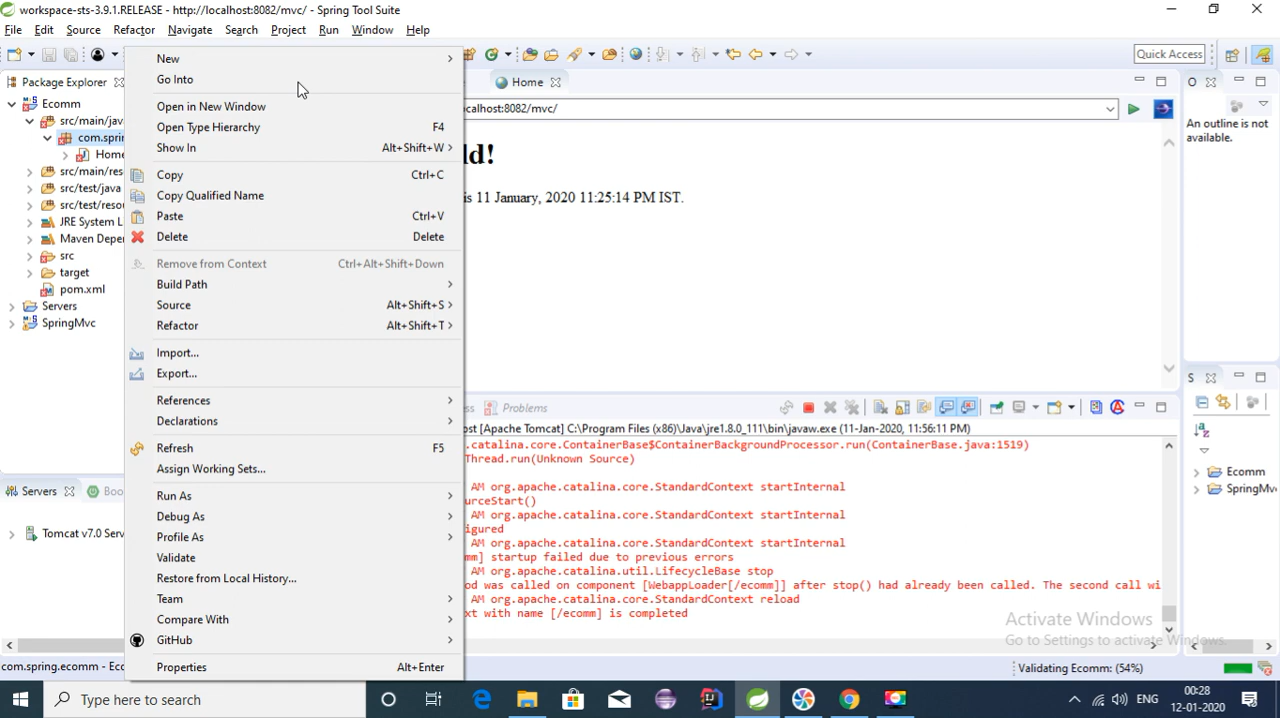 workspace-sts-3.9.1.RELEASE - http://localhost:8082/mvc/ - Spring Tool Suite
File Edit Source Refactor Navigate Search Project Run Window Help
Quick Access
Package Explorer
Home
O
Ecomm
src/main/jav
com.sprin
Home
src/main/res
src/test/java
src/test/resou
JRE System L
Maven Depe
src
target
pom.xml
Servers
SpringMvc
New
Go Into
Open in New Window
Open Type Hierarchy F4
Show In Alt+Shift+W
Copy Ctrl+C
Copy Qualified Name
Paste Ctrl+V
Delete Delete
Remove from Context Ctrl+Alt+Shift+Down
Build Path
Source Alt+Shift+S
Refactor Alt+Shift+T
Import...
Export...
References
Declarations
Refresh F5
Assign Working Sets...
Run As
Debug As
Profile As
Validate
Restore from Local History...
Team
Compare With
GitHub
Properties Alt+Enter
ocalhost:8082/mvc/
ld!
is 11 January, 2020 11:25:14 PM IST.
An outline is not
available.
S
Ecomm
SpringMv
Servers
Boo
Tomcat v7.0 Serv
Problems
ost [Apache Tomcat] C:\Program Files (x86)\Java\jre1.8.0_111\bin\javaw.exe (11-Jan-2020, 11:56:11 PM)
.catalina.core.ContainerBase$ContainerBackgroundProcessor.run(ContainerBase.java:1519)
Thread.run(Unknown Source)
AM org.apache.catalina.core.StandardContext startInternal
urceStart()
AM org.apache.catalina.core.StandardContext startInternal
igured
AM org.apache.catalina.core.StandardContext startInternal
mm] startup failed due to previous errors
AM org.apache.catalina.util.LifecycleBase stop
od was called on component [WebappLoader[/ecomm]] after stop() had already been called. The second call wi
AM org.apache.catalina.core.StandardContext reload
xt with name [/ecomm] is completed
Activate Windows
Go to Settings to activate Windows.
com.spring.ecomm - Eco
Validating Ecomm: (54%)
Type here to search
ENG
00:28
12-01-2020